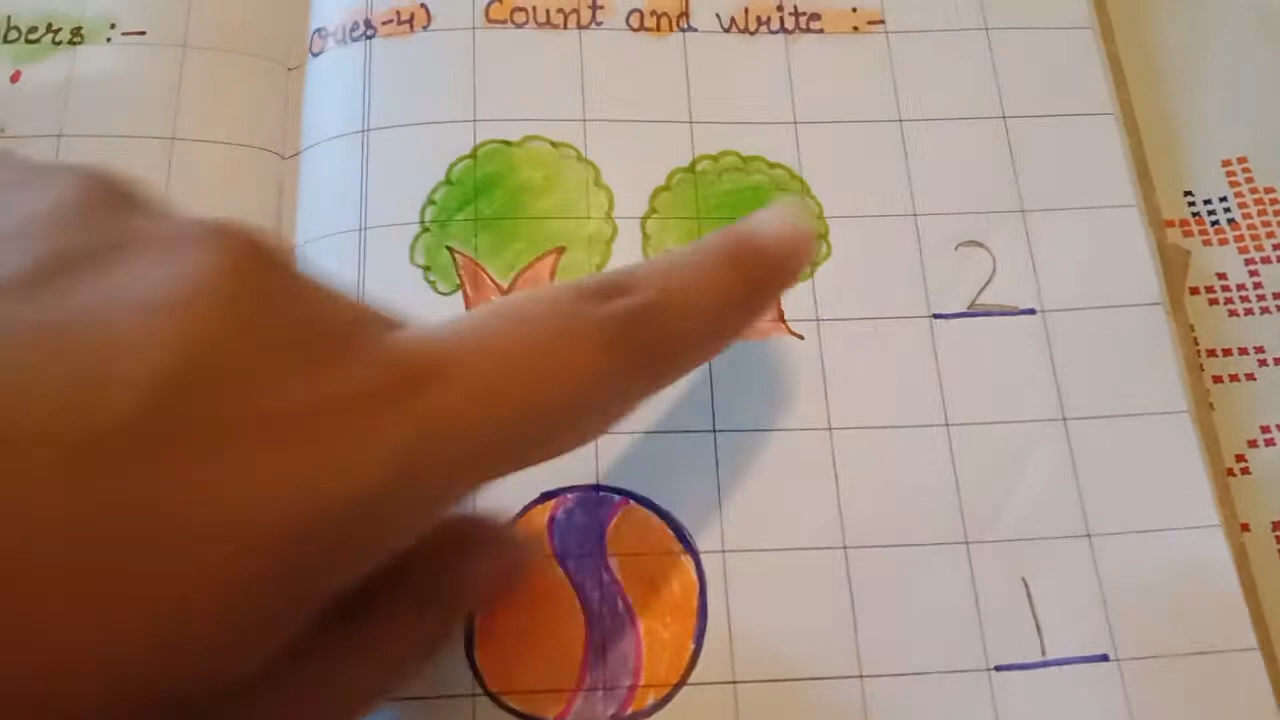 bers :-
Ques-4) Count and write :-
2
1